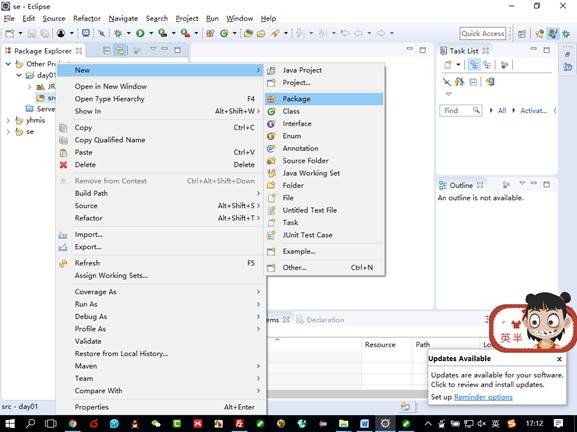 se - Eclipse
File Edit Source Refactor Navigate Search Project Run Window Help
Quick Access
Package Explorer
Task List
Other Proj
day01
JR
src
Serve
yhmis
se
New
Open in New Window
Open Type Hierarchy F4
Show In Alt+Shift+W
Copy Ctrl+C
Copy Qualified Name
Paste Ctrl+V
Delete Delete
Remove from Context Ctrl+Alt+Shift+Down
Build Path
Source Alt+Shift+S
Refactor Alt+Shift+T
Import...
Export...
Refresh F5
Assign Working Sets...
Coverage As
Run As
Debug As
Profile As
Validate
Restore from Local History...
Maven
Team
Compare With
Properties Alt+Enter
Java Project
Project...
Package
Class
Interface
Enum
Annotation
Source Folder
Java Working Set
Folder
File
Untitled Text File
Task
JUnit Test Case
Example...
Other... Ctrl+N
Find All Activat...
Outline
An outline is not available.
Declaration
Resource Path
英半
Updates Available
Updates are available for your software.
Click to review and install updates.
Set up Reminder options
src - day01
英
17:12